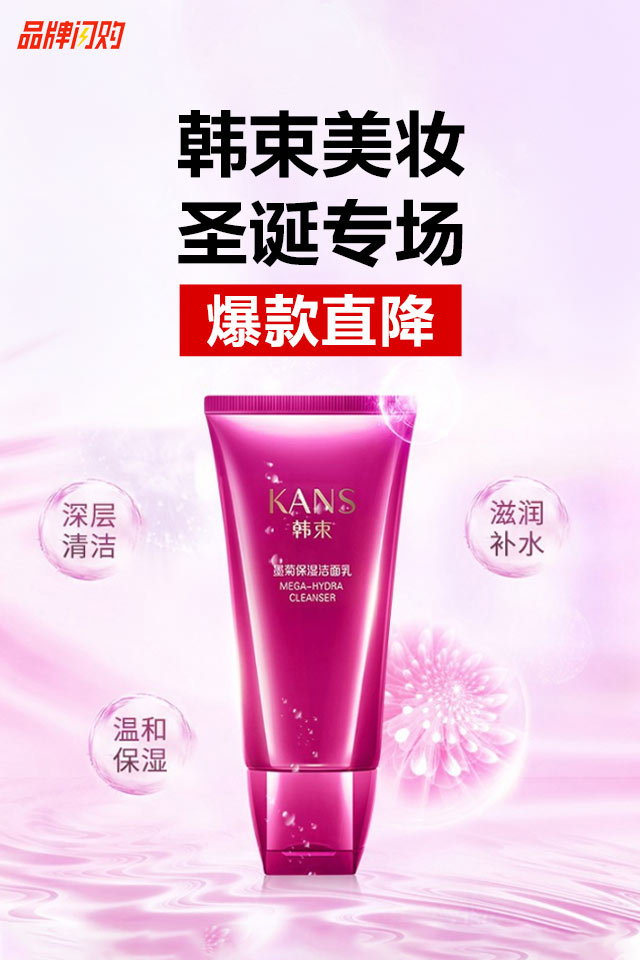 品牌闪购
韩束美妆
圣诞专场
爆款直降
KANS
韩束
墨菊保湿洁面乳
MEGA-HYDRA
CLEANSER
深层
清洁
滋润
补水
温和
保湿